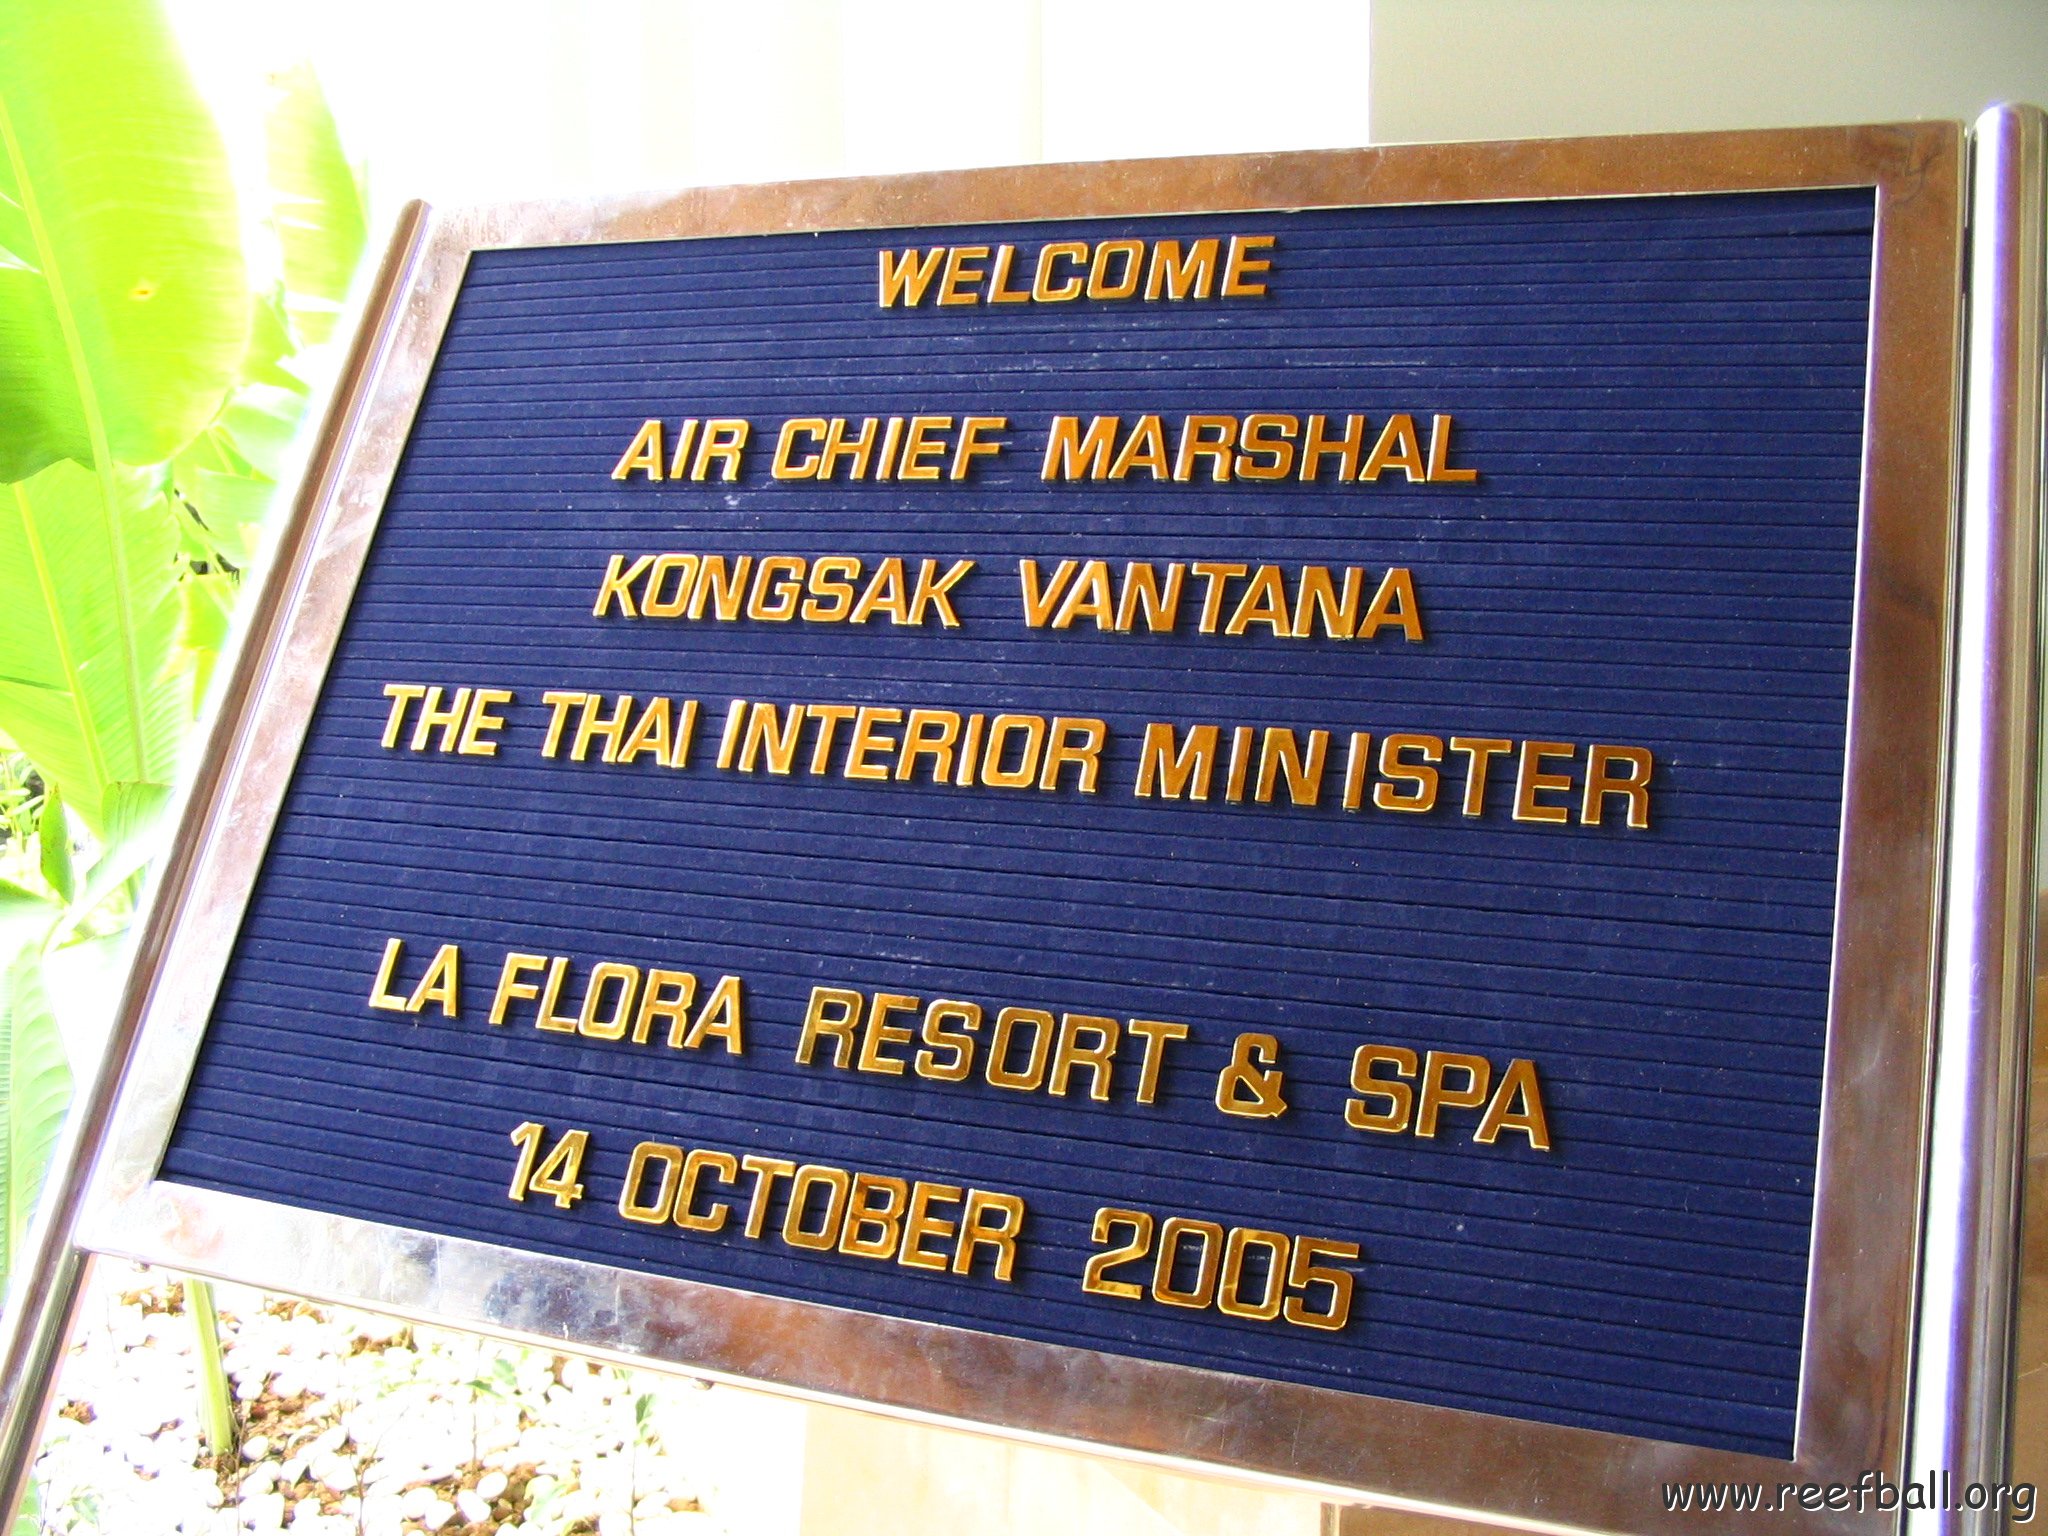 WELCOME
AIR CHIEF MARSHAL
KONGSAK VANTANA
THE THAI INTERIOR MINISTER
LA FLORA RESORT & SPA
14 OCTOBER 2005
www.reefball.org